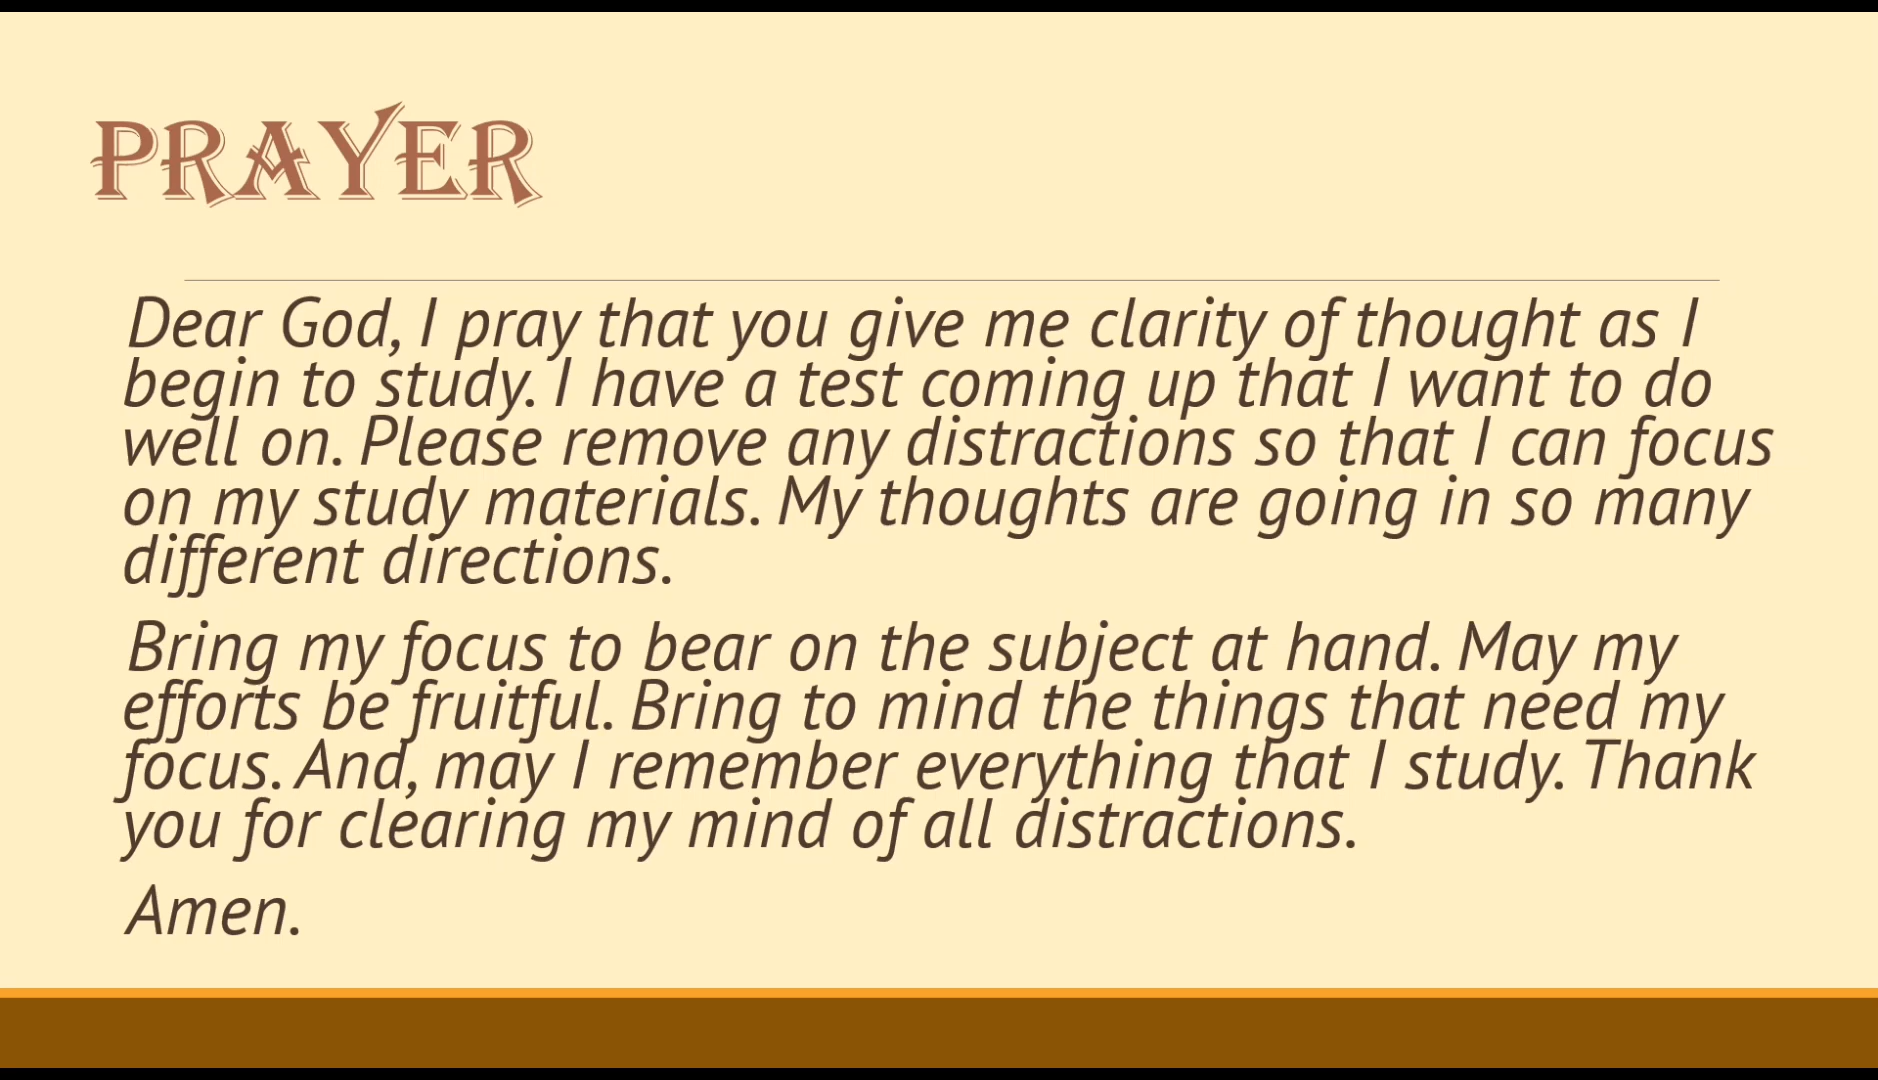 PRAYER
Dear God, I pray that you give me clarity of thought as I
begin to study. I have a test coming up that I want to do
well on. Please remove any distractions so that I can focus
on my study materials. My thoughts are going in so many
different directions.
Bring my focus to bear on the subject at hand. May my
efforts be fruitful. Bring to mind the things that need my
focus. And, may I remember everything that I study. Thank
you for clearing my mind of all distractions.
Amen.